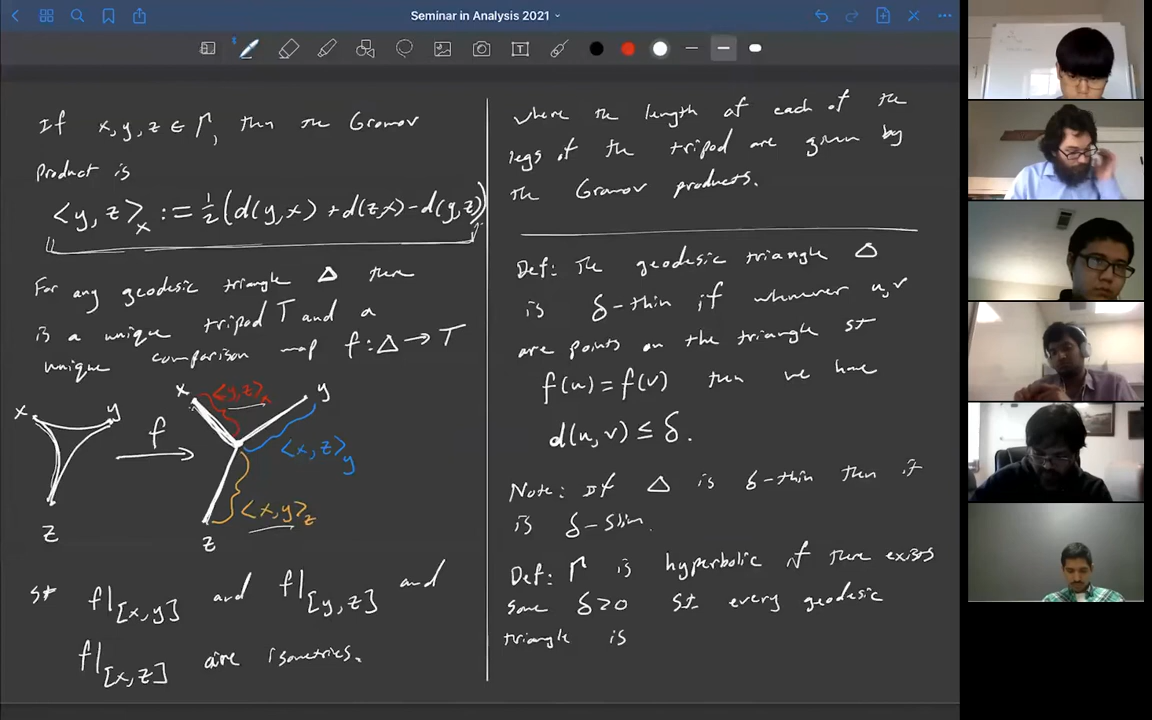 Seminar in Analysis 2021
If x, y, z ∈ Γ, then the Gromov
Product is
<y, z>_x := 1/2 (d(y,x) + d(z,x) - d(y,z))
For any geodesic triangle Δ there
is a unique tripod T and a
unique comparison map f: Δ → T
x
y
z
f
x
<y,z>_x
y
<x,z>_y
<x,y>_z
z
st f|_[x,y] and f|_[y,z] and
f|_[x,z] are isometries.
where the length of each of the
legs of the tripod are given by
the Gromov products.
Def: The geodesic triangle Δ
is δ-thin if whenever u,v
are points on the triangle st
f(u) = f(v) then we have
d(u,v) ≤ δ.
Note: If Δ is δ-thin then it
is δ-slim.
Def: Γ is hyperbolic if there exists
some δ>0 st every geodesic
triangle is